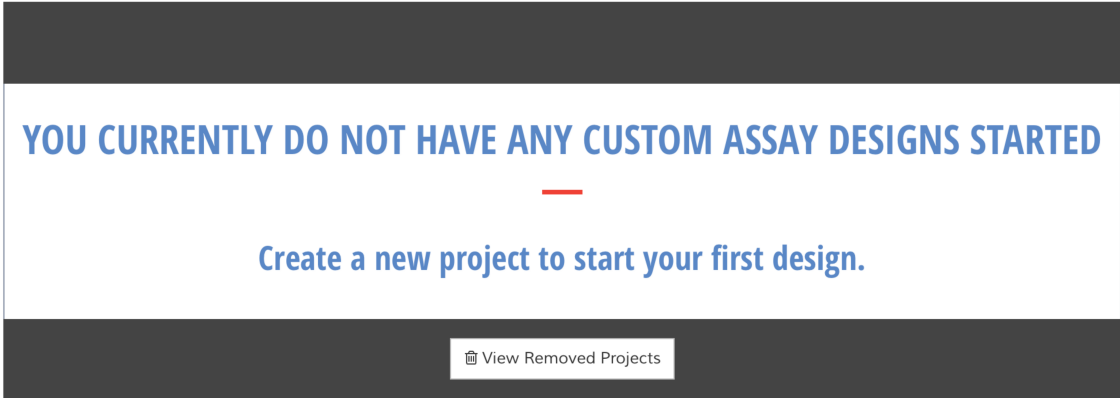 YOU CURRENTLY DO NOT HAVE ANY CUSTOM ASSAY DESIGNS STARTED
Create a new project to start your first design.
View Removed Projects